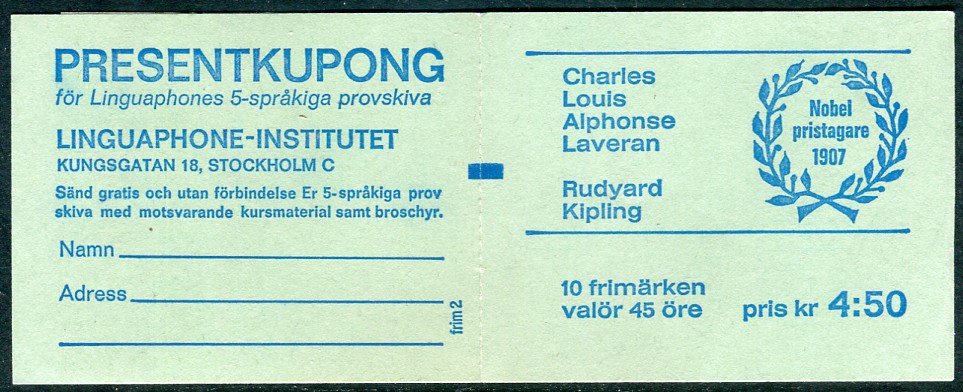 PRESENTKUPONG
för Linguaphones 5-språkiga provskiva
LINGUAPHONE-INSTITUTET
KUNGSGATAN 18, STOCKHOLM C
Sänd gratis och utan förbindelse Er 5-språkiga prov
skiva med motsvarande kursmaterial samt broschyr.
Namn
Adress
frim2
Charles
Louis
Alphonse
Laveran
Rudyard
Kipling
Nobel
pristagare
1907
10 frimärken
valör 45 öre
pris kr 4:50